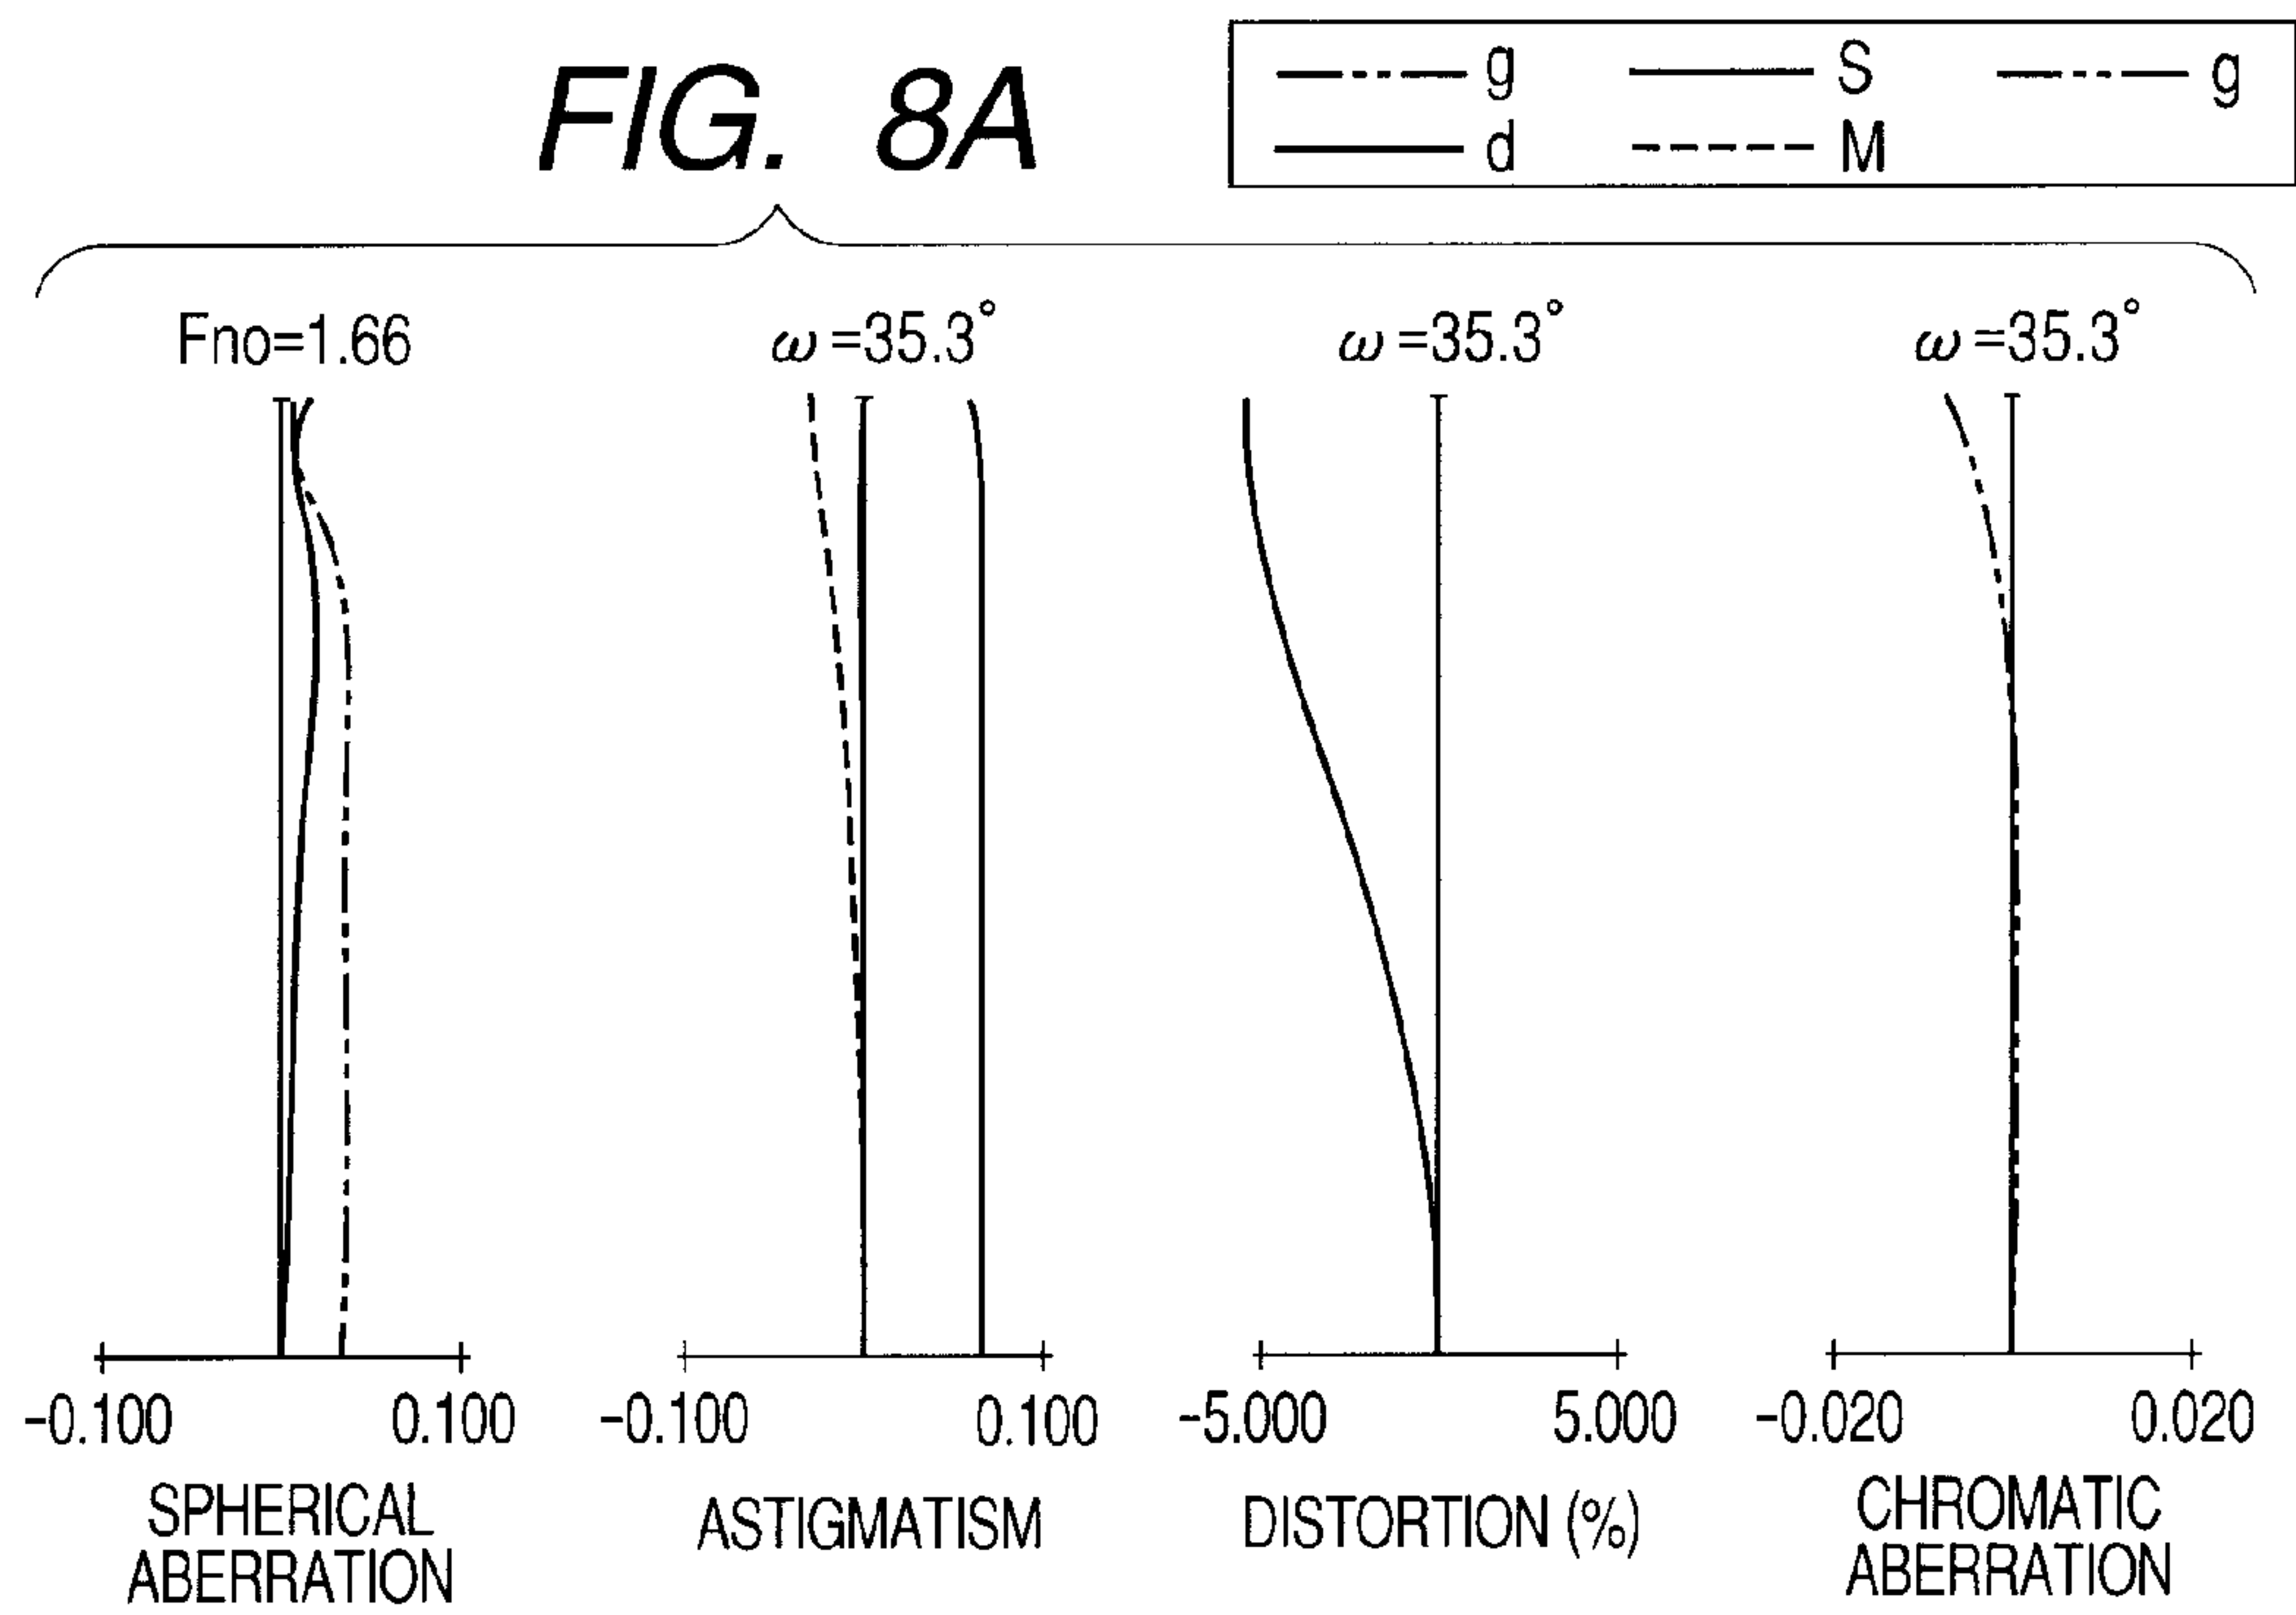 FIG. 8A
g S g
d M
Fno=1.66
ω=35.3°
ω=35.3°
ω=35.3°
-0.100 0.100
-0.100 0.100
-5.000 5.000
-0.020 0.020
SPHERICAL
ABERRATION
ASTIGMATISM
DISTORTION (%)
CHROMATIC
ABERRATION